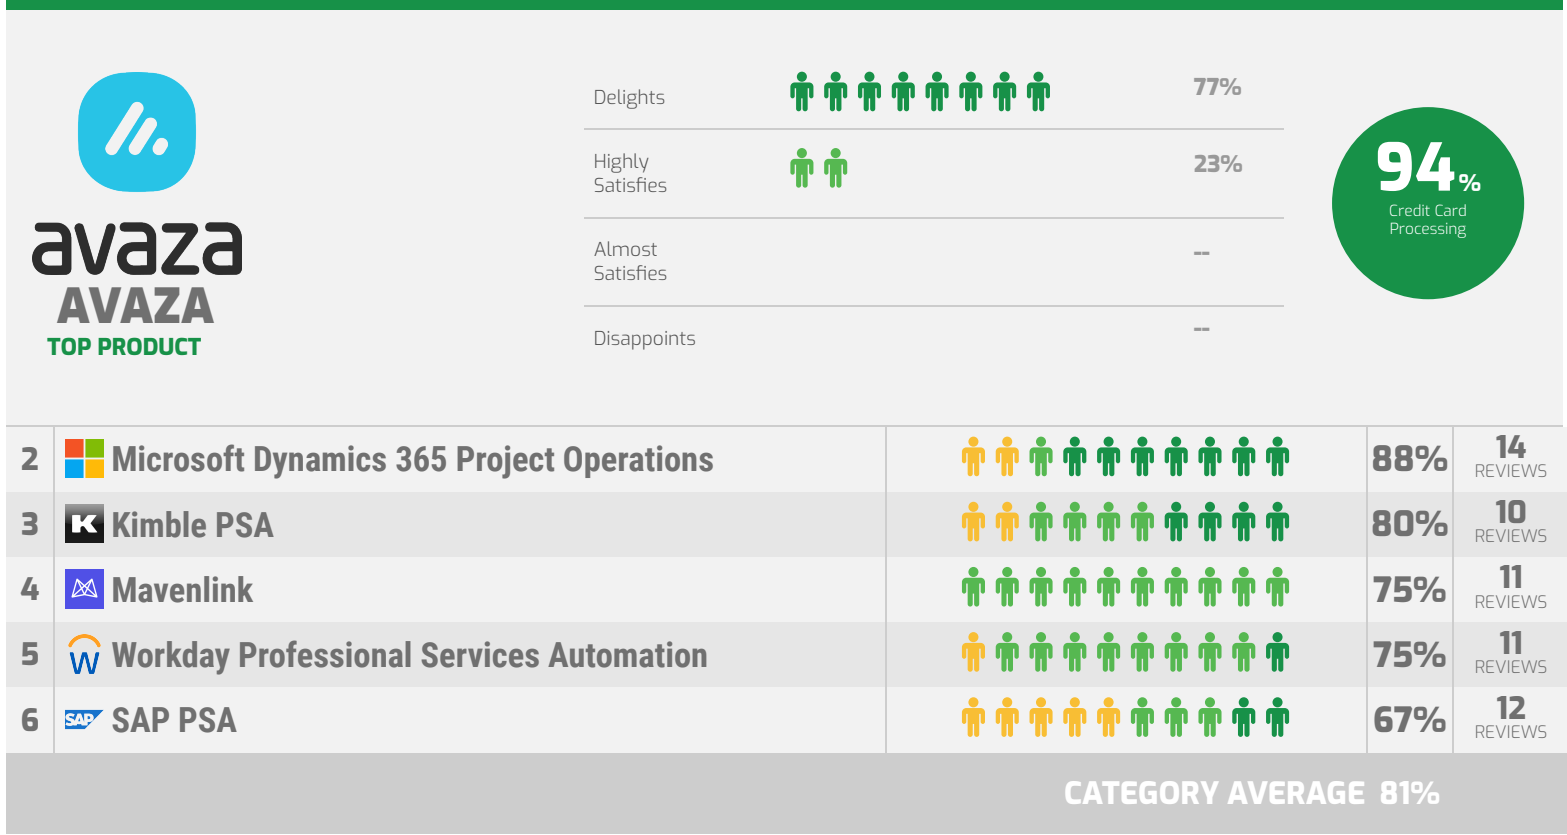 avaza
AVAZA
TOP PRODUCT
Delights 77%
Highly
Satisfies 23%
Almost
Satisfies --
Disappoints --
94%
Credit Card
Processing
2 Microsoft Dynamics 365 Project Operations 88% 14
REVIEWS
3 K Kimble PSA 80% 10
REVIEWS
4 Mavenlink 75% 11
REVIEWS
5 W Workday Professional Services Automation 75% 11
REVIEWS
6 SAP SAP PSA 67% 12
REVIEWS
CATEGORY AVERAGE 81%